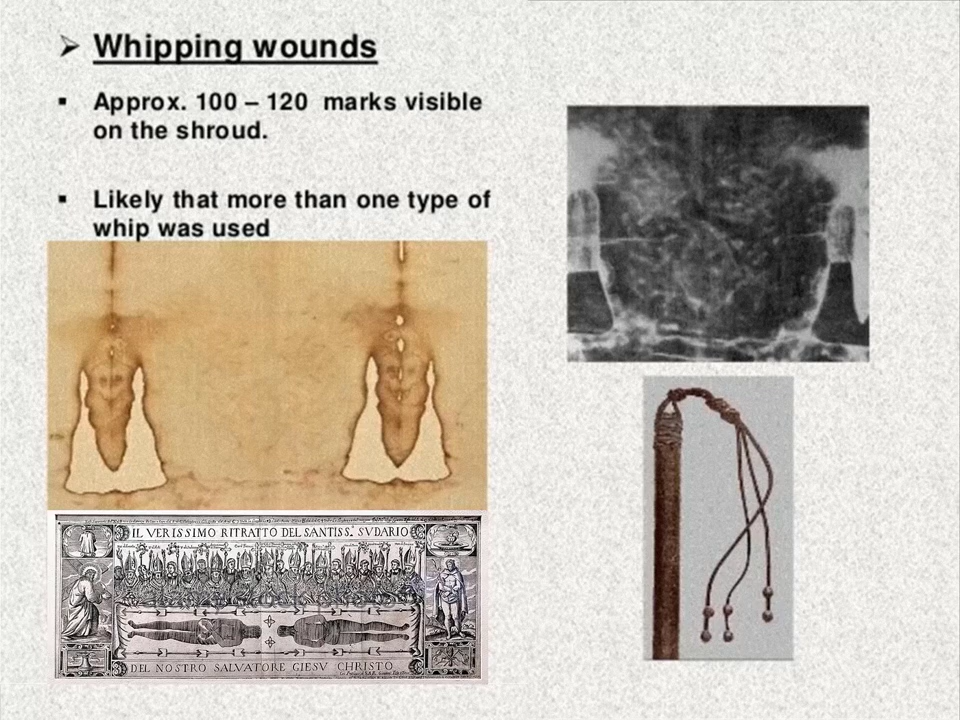 Whipping wounds
Approx. 100 – 120 marks visible
on the shroud.
Likely that more than one type of
whip was used
IL VERISSIMO RITRATTO DEL SANTISS. SVDARIO
DEL NOSTRO SALVATORE GIESV CHRISTO